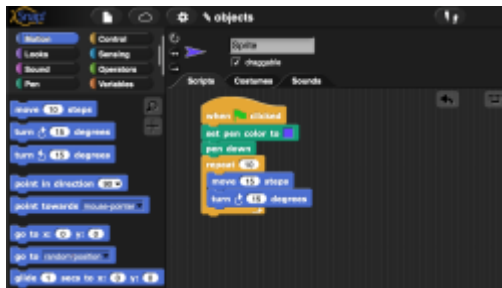 Snap!
objects
Motion Control
Looks Sensing
Sound Operators
Pen Variables
Sprite
draggable
Scripts Costumes Sounds
move 10 steps
turn 15 degrees
turn 15 degrees
point in direction 90
point towards mouse-pointer
go to x: 0 y: 0
go to random position
glide 1 secs to x: 0 y: 0
when clicked
set pen color to
pen down
repeat 10
move 15 steps
turn 15 degrees